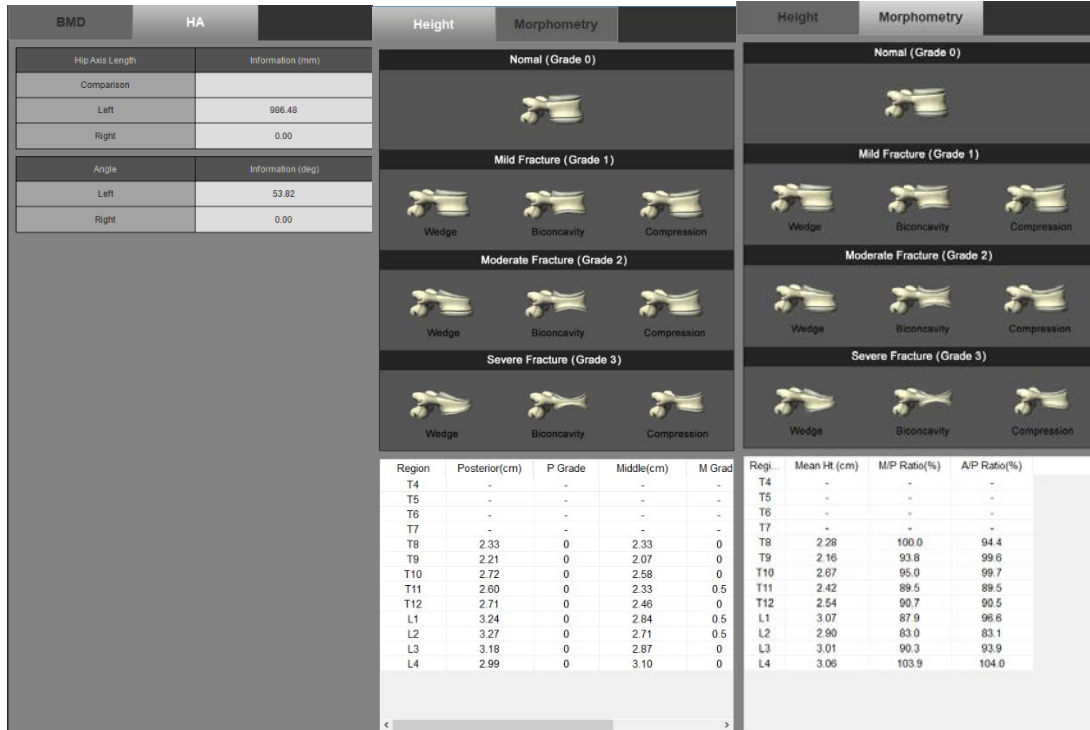 BMD HA
Hip Axis Length Information (mm)
Comparison
Left 986.48
Right 0.00
Angle Information (deg)
Left 53.82
Right 0.00
Height Morphometry
Nomal (Grade 0)
Mild Fracture (Grade 1)
Wedge Biconcavity Compression
Moderate Fracture (Grade 2)
Wedge Biconcavity Compression
Severe Fracture (Grade 3)
Wedge Biconcavity Compression
Region Posterior(cm) P Grade Middle(cm) M Grad
T4 - - - -
T5 - - - -
T6 - - - -
T7 - - - -
T8 2.33 0 2.33 0
T9 2.21 0 2.07 0
T10 2.72 0 2.58 0
T11 2.60 0 2.33 0.5
T12 2.71 0 2.46 0
L1 3.24 0 2.84 0.5
L2 3.27 0 2.71 0.5
L3 3.18 0 2.87 0
L4 2.99 0 3.10 0
Height Morphometry
Nomal (Grade 0)
Mild Fracture (Grade 1)
Wedge Biconcavity Compression
Moderate Fracture (Grade 2)
Wedge Biconcavity Compression
Severe Fracture (Grade 3)
Wedge Biconcavity Compression
Regi... Mean Ht.(cm) M/P Ratio(%) A/P Ratio(%)
T4 - - -
T5 - - -
T6 - - -
T7 - - -
T8 2.28 100.0 94.4
T9 2.16 93.8 99.6
T10 2.67 95.0 99.7
T11 2.42 89.5 89.5
T12 2.54 90.7 90.5
L1 3.07 87.9 96.6
L2 2.90 83.0 83.1
L3 3.01 90.3 93.9
L4 3.06 103.9 104.0